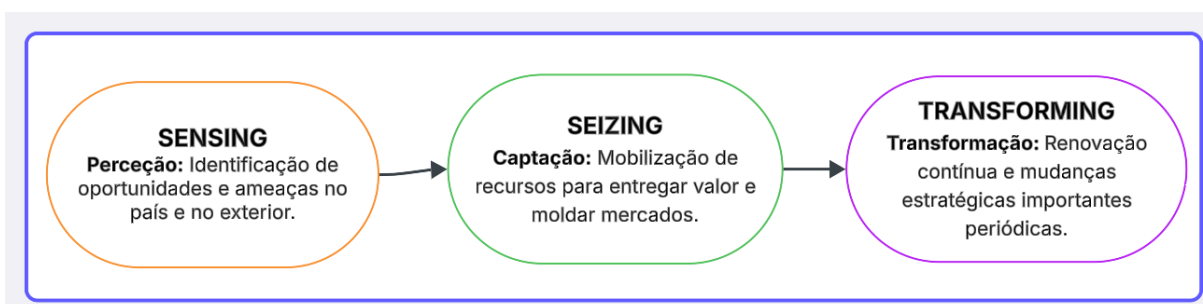 SENSING
Perceção: Identificação de
oportunidades e ameaças no
país e no exterior.
SEIZING
Captação: Mobilização de
recursos para entregar valor e
moldar mercados.
TRANSFORMING
Transformação: Renovação
contínua e mudanças
estratégicas importantes
periódicas.